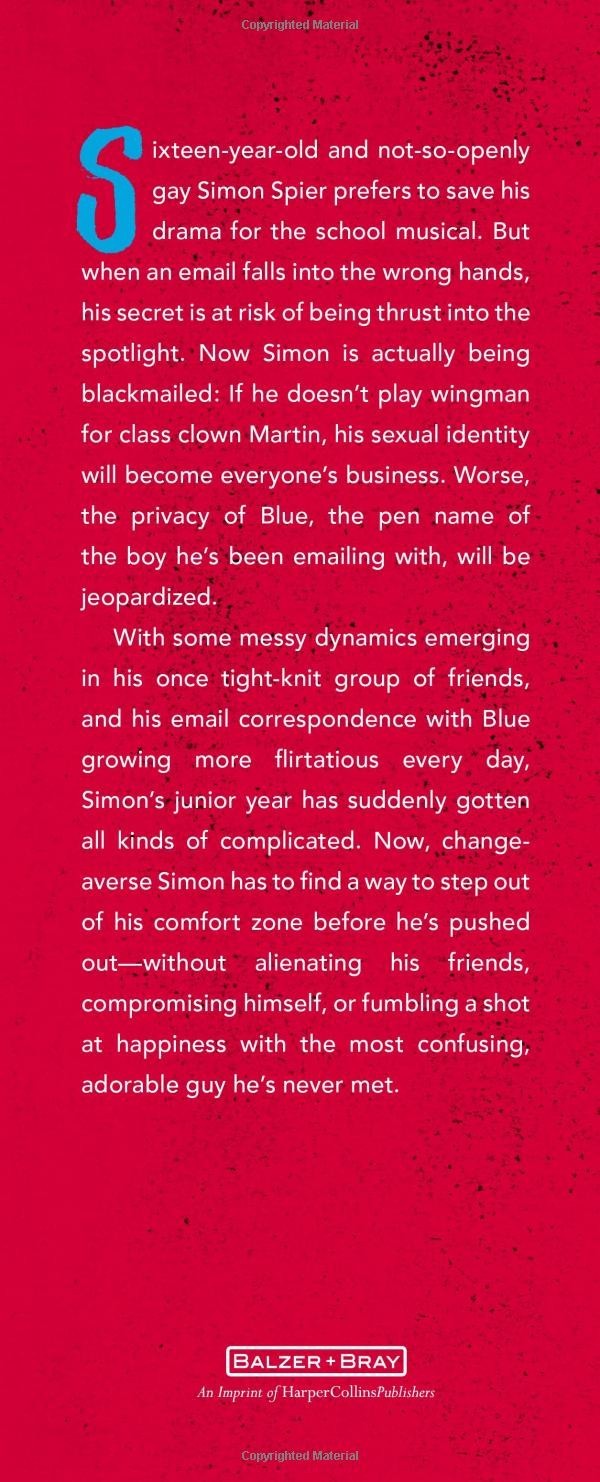 Copyrighted Material
Sixteen-year-old and not-so-openly
gay Simon Spier prefers to save his
drama for the school musical. But
when an email falls into the wrong hands,
his secret is at risk of being thrust into the
spotlight. Now Simon is actually being
blackmailed: If he doesn’t play wingman
for class clown Martin, his sexual identity
will become everyone’s business. Worse,
the privacy of Blue, the pen name of
the boy he’s been emailing with, will be
jeopardized.
With some messy dynamics emerging
in his once tight-knit group of friends,
and his email correspondence with Blue
growing more flirtatious every day,
Simon’s junior year has suddenly gotten
all kinds of complicated. Now, change-
averse Simon has to find a way to step out
of his comfort zone before he’s pushed
out—without alienating his friends,
compromising himself, or fumbling a shot
at happiness with the most confusing,
adorable guy he’s never met.
BALZER + BRAY
An Imprint of HarperCollinsPublishers
Copyrighted Material